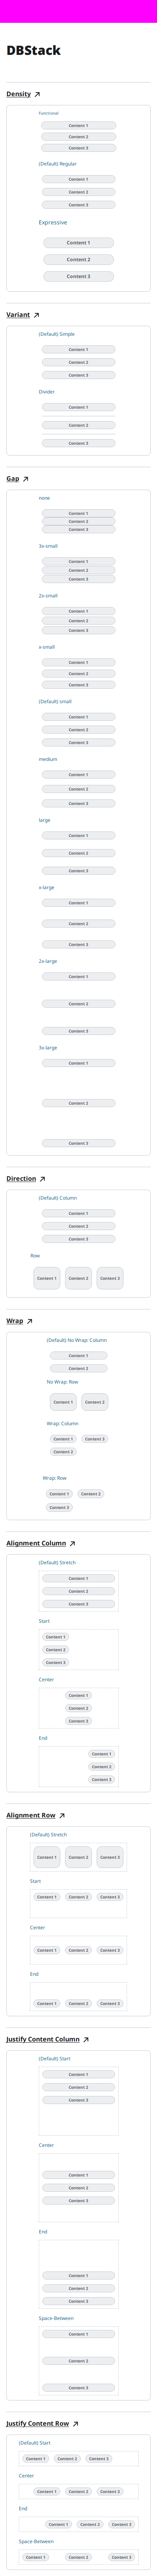 DBStack
Density
Functional
Content 1
Content 2
Content 3
(Default) Regular
Content 1
Content 2
Content 3
Expressive
Content 1
Content 2
Content 3
Variant
(Default) Simple
Content 1
Content 2
Content 3
Divider
Content 1
Content 2
Content 3
Gap
none
Content 1
Content 2
Content 3
3x-small
Content 1
Content 2
Content 3
2x-small
Content 1
Content 2
Content 3
x-small
Content 1
Content 2
Content 3
(Default) small
Content 1
Content 2
Content 3
medium
Content 1
Content 2
Content 3
large
Content 1
Content 2
Content 3
x-large
Content 1
Content 2
Content 3
2x-large
Content 1
Content 2
Content 3
3x-large
Content 1
Content 2
Content 3
Direction
(Default) Column
Content 1
Content 2
Content 3
Row
Content 1 Content 2 Content 3
Wrap
(Default) No Wrap: Column
Content 1
Content 2
No Wrap: Row
Content 1 Content 2
Wrap: Column
Content 1 Content 3
Content 2
Wrap: Row
Content 1 Content 2
Content 3
Alignment Column
(Default) Stretch
Content 1
Content 2
Content 3
Start
Content 1
Content 2
Content 3
Center
Content 1
Content 2
Content 3
End
Content 1
Content 2
Content 3
Alignment Row
(Default) Stretch
Content 1 Content 2 Content 3
Start
Content 1 Content 2 Content 3
Center
Content 1 Content 2 Content 3
End
Content 1 Content 2 Content 3
Justify Content Column
(Default) Start
Content 1
Content 2
Content 3
Center
Content 1
Content 2
Content 3
End
Content 1
Content 2
Content 3
Space-Between
Content 1
Content 2
Content 3
Justify Content Row
(Default) Start
Content 1 Content 2 Content 3
Center
Content 1 Content 2 Content 3
End
Content 1 Content 2 Content 3
Space-Between
Content 1 Content 2 Content 3